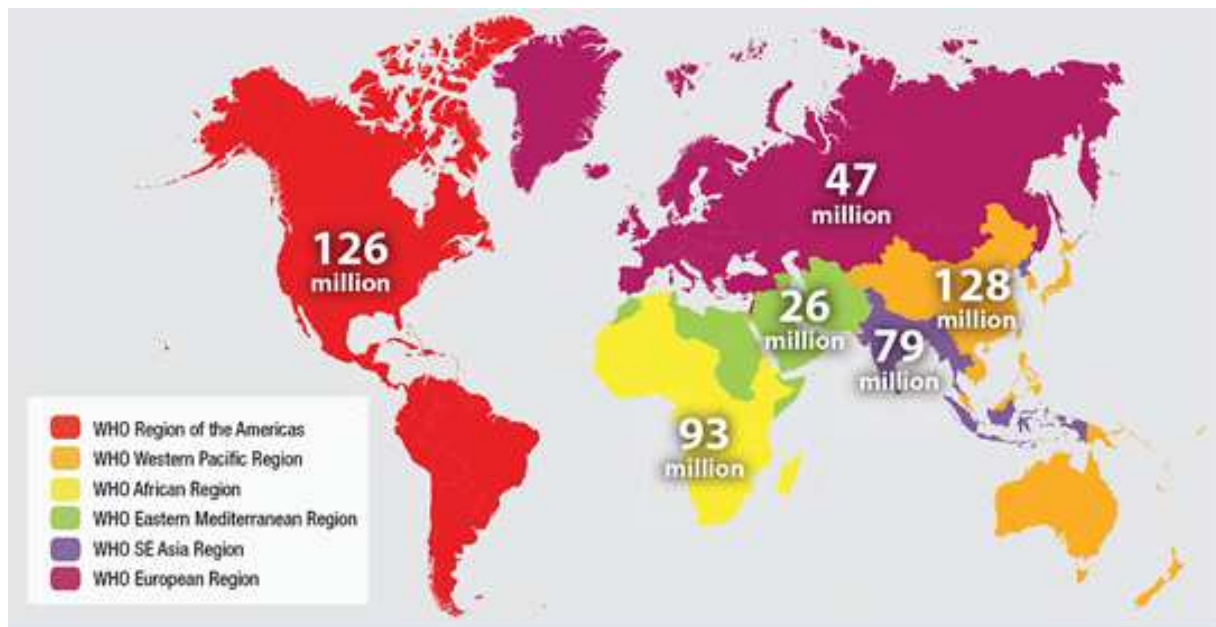 47
million
126
million
128
million
26
million
79
million
93
million
WHO Region of the Americas
WHO Western Pacific Region
WHO African Region
WHO Eastern Mediterranean Region
WHO SE Asia Region
WHO European Region